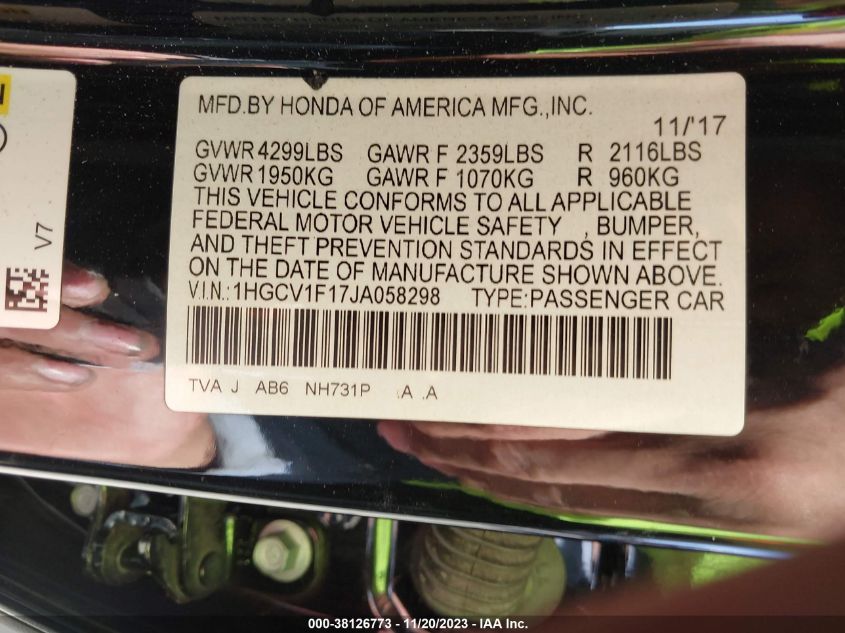 MFD.BY HONDA OF AMERICA MFG.,INC.
11/'17
GVWR 4299LBS GAWR F 2359LBS R 2116LBS
GVWR 1950KG GAWR F 1070KG R 960KG
THIS VEHICLE CONFORMS TO ALL APPLICABLE
FEDERAL MOTOR VEHICLE SAFETY , BUMPER,
AND THEFT PREVENTION STANDARDS IN EFFECT
ON THE DATE OF MANUFACTURE SHOWN ABOVE.
V.I.N.:1HGCV1F17JA058298 TYPE:PASSENGER CAR
TVA J AB6 NH731P .A .A
V7
000-38126773 - 11/20/2023 - IAA Inc.